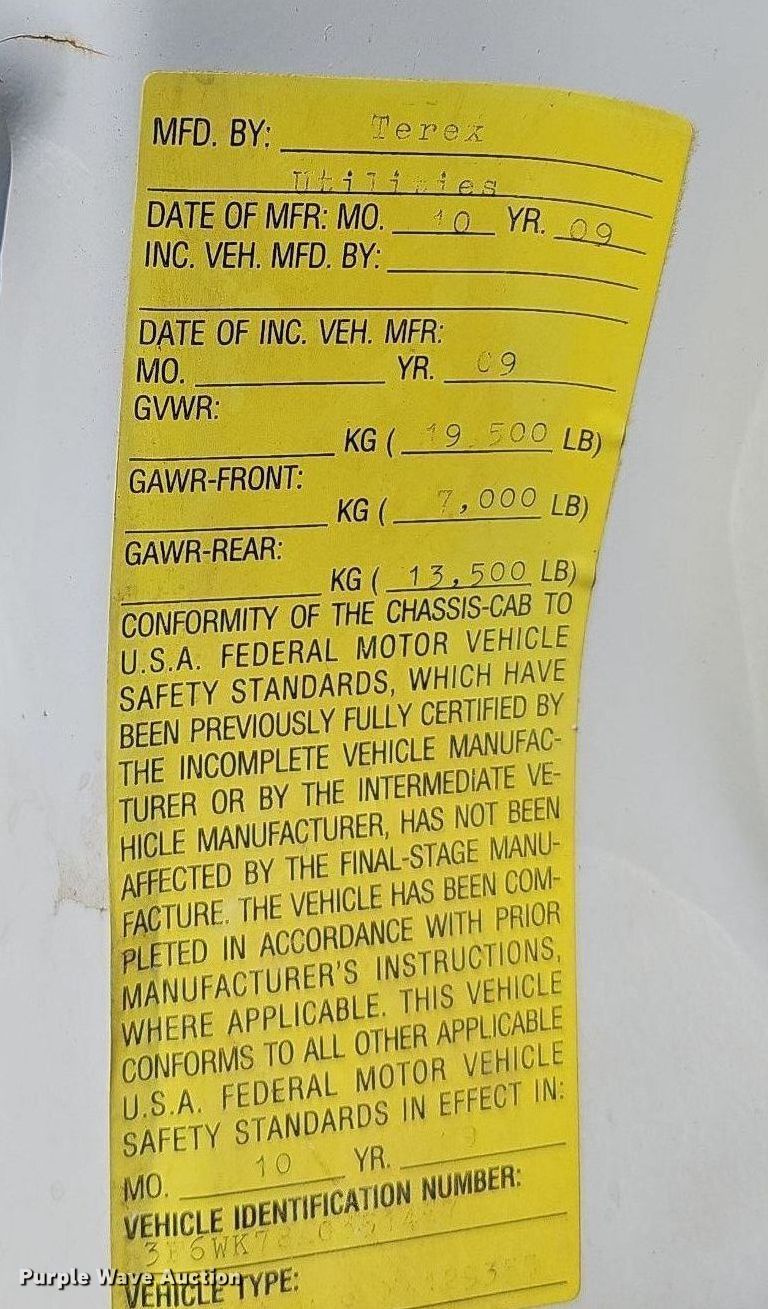 MFD. BY: Terex
Utilities
DATE OF MFR: MO. 10 YR. 09
INC. VEH. MFD. BY:
DATE OF INC. VEH. MFR:
MO. YR. 09
GVWR:
KG ( 19 500 LB)
GAWR-FRONT:
KG ( 7,000 LB)
GAWR-REAR:
KG ( 13,500 LB)
CONFORMITY OF THE CHASSIS-CAB TO
U.S.A. FEDERAL MOTOR VEHICLE
SAFETY STANDARDS, WHICH HAVE
BEEN PREVIOUSLY FULLY CERTIFIED BY
THE INCOMPLETE VEHICLE MANUFAC-
TURER OR BY THE INTERMEDIATE VE-
HICLE MANUFACTURER, HAS NOT BEEN
AFFECTED BY THE FINAL-STAGE MANU-
FACTURE. THE VEHICLE HAS BEEN COM-
PLETED IN ACCORDANCE WITH PRIOR
MANUFACTURER'S INSTRUCTIONS,
WHERE APPLICABLE. THIS VEHICLE
CONFORMS TO ALL OTHER APPLICABLE
U.S.A. FEDERAL MOTOR VEHICLE
SAFETY STANDARDS IN EFFECT IN:
MO. 10 YR.
VEHICLE IDENTIFICATION NUMBER:
Purple Wave Auction
VEHICLE TYPE: